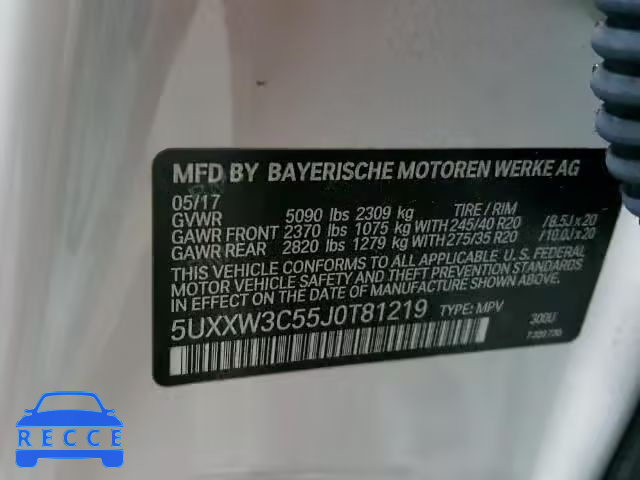 MFD BY BAYERISCHE MOTOREN WERKE AG
05/17
GVWR 5090 lbs 2309 kg TIRE / RIM
GAWR FRONT 2370 lbs 1075 kg WITH 245/40 R20 /8.5J x 20
GAWR REAR 2820 lbs 1279 kg WITH 275/35 R20 /10.0J x 20
THIS VEHICLE CONFORMS TO ALL APPLICABLE U.S. FEDERAL
MOTOR VEHICLE SAFETY, BUMPER, AND THEFT PREVENTION STANDARDS
IN EFFECT ON THE DATE OF MANUFACTURE SHOWN ABOVE.
5UXXW3C55J0T81219 TYPE: MPV
300U
RECCE